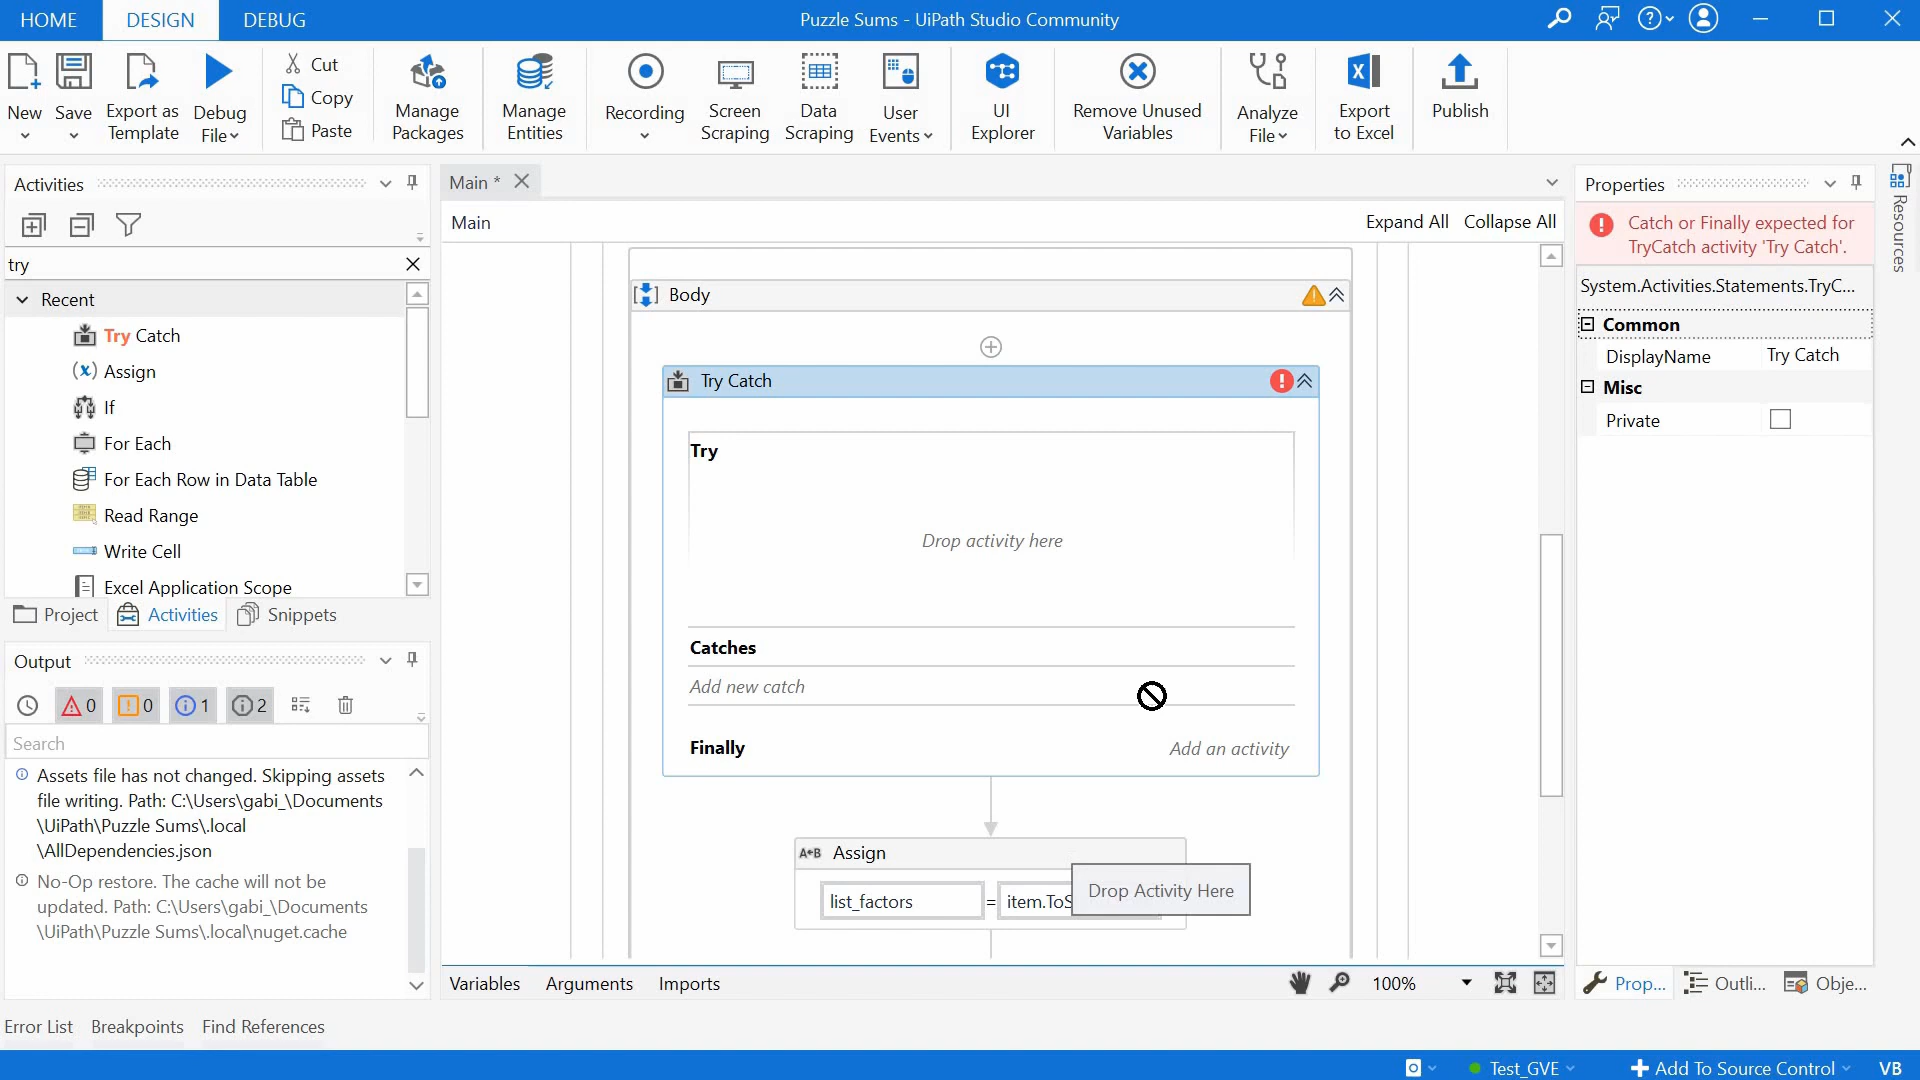 HOME
DESIGN
DEBUG
Puzzle Sums - UiPath Studio Community
New
Save
Export as
Template
Debug
File
Cut
Copy
Paste
Manage
Packages
Manage
Entities
Recording
Screen
Scraping
Data
Scraping
User
Events
UI
Explorer
Remove Unused
Variables
Analyze
File
Export
to Excel
Publish
Activities
try
Recent
Try Catch
Assign
If
For Each
For Each Row in Data Table
Read Range
Write Cell
Excel Application Scope
Project
Activities
Snippets
Output
0
0
1
2
Search
Assets file has not changed. Skipping assets
file writing. Path: C:\Users\gabi_\Documents
\UiPath\Puzzle Sums\.local
\AllDependencies.json
No-Op restore. The cache will not be
updated. Path: C:\Users\gabi_\Documents
\UiPath\Puzzle Sums\.local\nuget.cache
Main *
Main
Expand All
Collapse All
Body
Try Catch
Try
Drop activity here
Catches
Add new catch
Finally
Add an activity
A+B Assign
list_factors
=
item.ToS
Drop Activity Here
Variables
Arguments
Imports
100%
Properties
Catch or Finally expected for
TryCatch activity 'Try Catch'.
System.Activities.Statements.TryC...
Common
DisplayName
Try Catch
Misc
Private
Prop...
Outli...
Obje...
Resources
Error List
Breakpoints
Find References
Test_GVE
Add To Source Control
VB